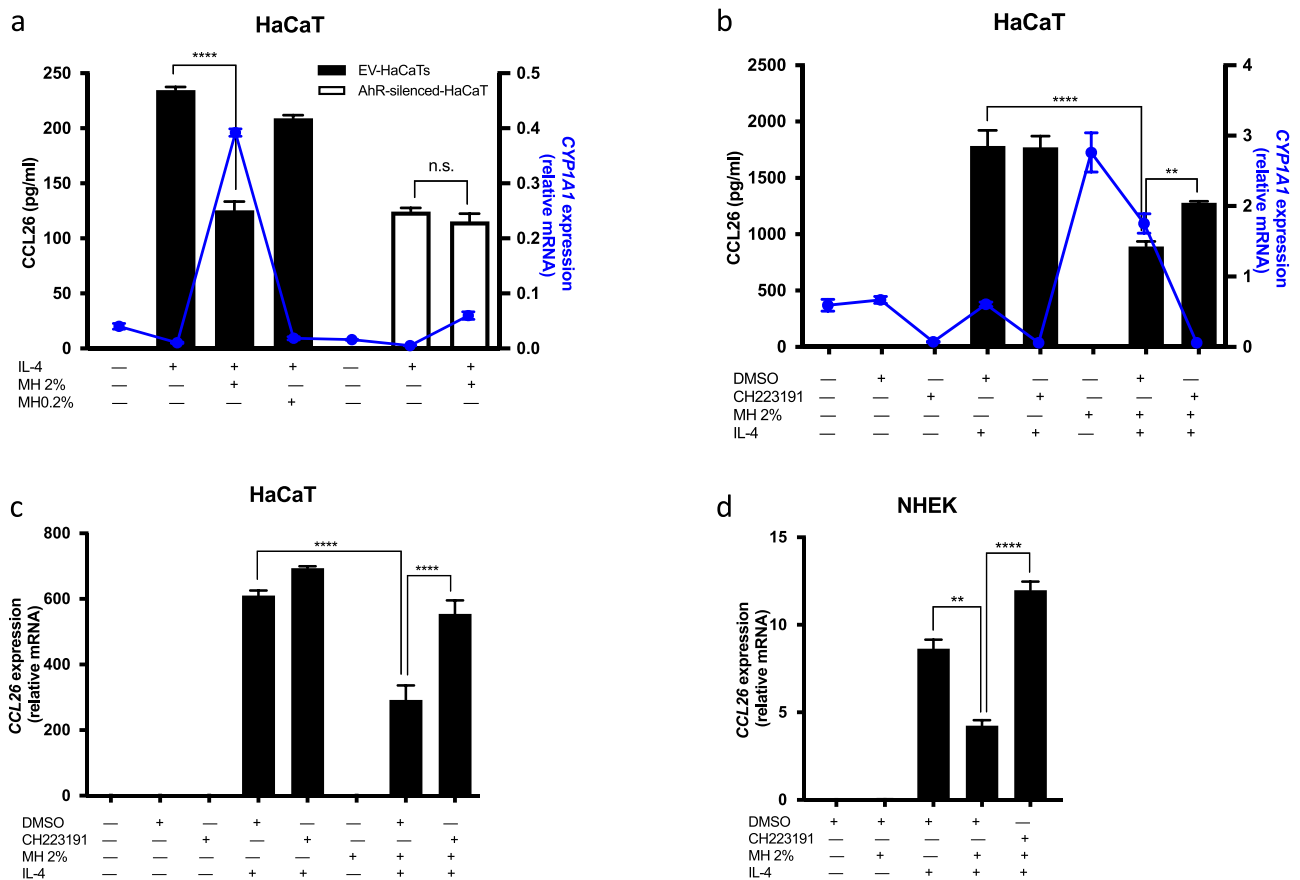 a
HaCaT
****
EV-HaCaTs
AhR-silenced-HaCaT
n.s.
250
200
150
100
50
0
CCL26 (pg/ml)
0.5
0.4
0.3
0.2
0.1
0.0
CYP1A1 expression
(relative mRNA)
IL-4 — + + + — + +
MH 2% — — + — — — +
MH0.2% — — — + — — —
b
HaCaT
****
**
2500
2000
1500
1000
500
0
CCL26 (pg/ml)
4
3
2
1
0
CYP1A1 expression
(relative mRNA)
DMSO — + — + — — + —
CH223191 — — + — + — — +
MH 2% — — — — — + + +
IL-4 — — — + + — + +
c
HaCaT
****
****
800
600
400
200
0
CCL26 expression
(relative mRNA)
DMSO — + — + — — + —
CH223191 — — + — + — — +
MH 2% — — — — — + + +
IL-4 — — — + + — + +
d
NHEK
****
**
15
10
5
0
CCL26 expression
(relative mRNA)
DMSO + + + + —
CH223191 — — — — +
MH 2% — + — + +
IL-4 — — + + +